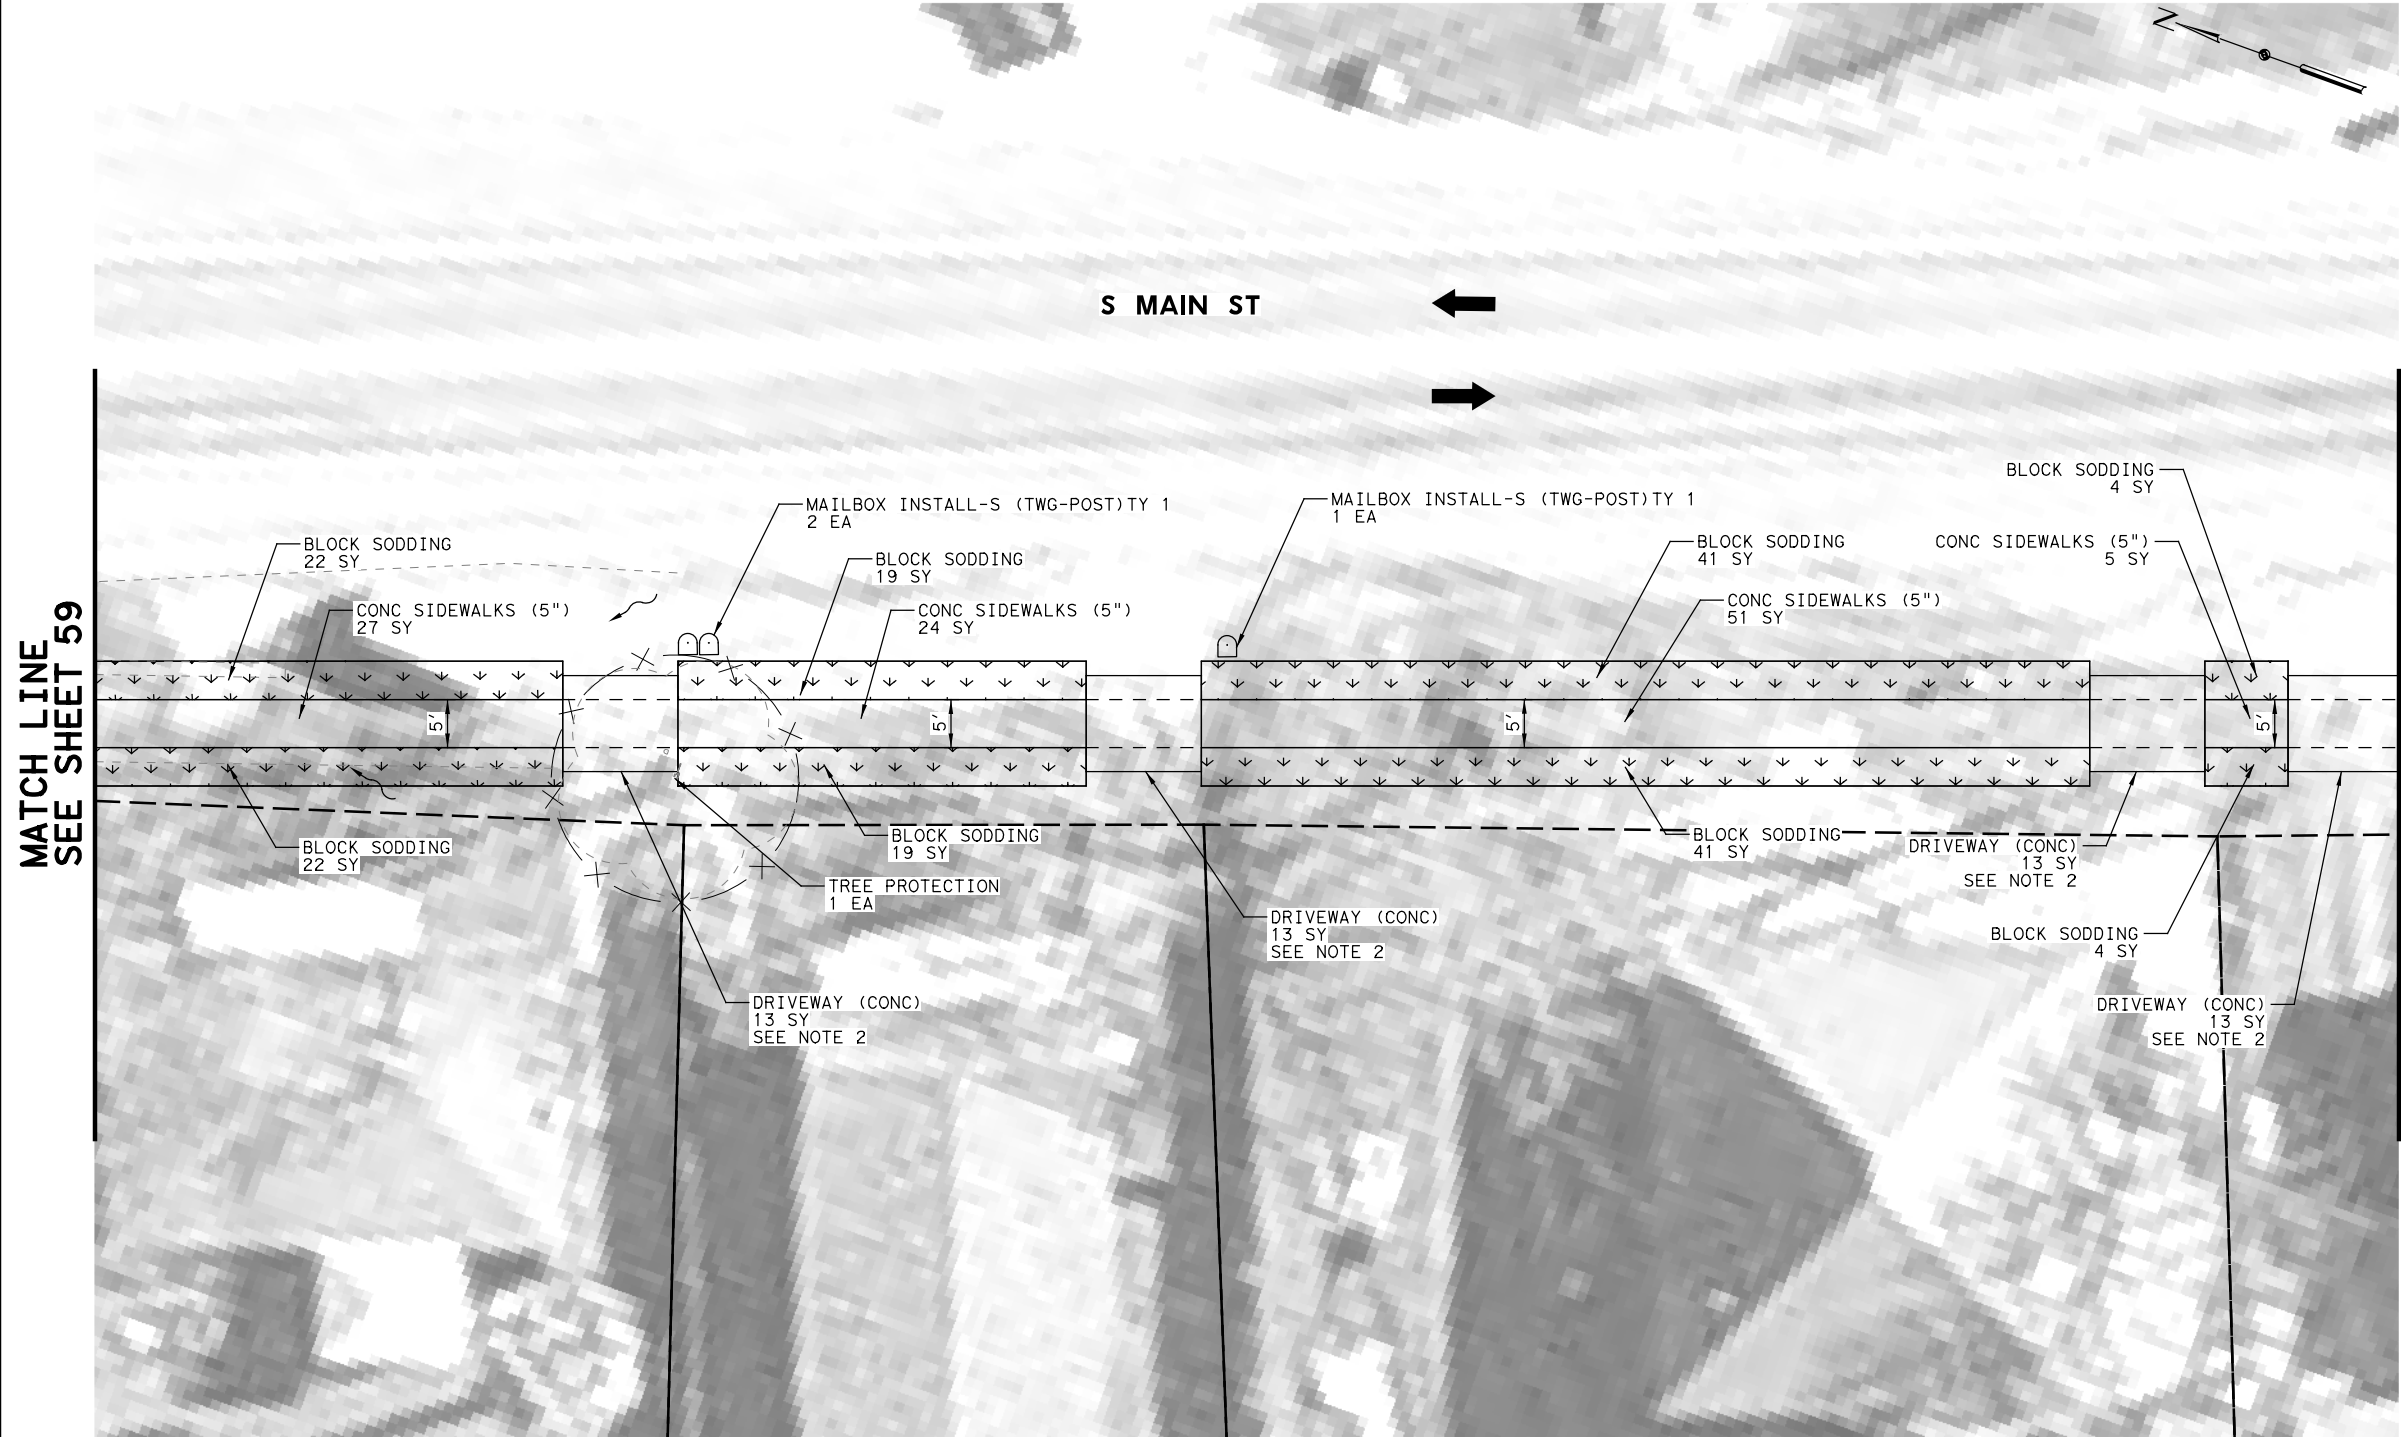 N
S MAIN ST
BLOCK SODDING
4 SY
MAILBOX INSTALL-S (TWG-POST)TY 1
2 EA
MAILBOX INSTALL-S (TWG-POST)TY 1
1 EA
BLOCK SODDING
22 SY
BLOCK SODDING
19 SY
BLOCK SODDING
41 SY
CONC SIDEWALKS (5")
5 SY
CONC SIDEWALKS (5")
27 SY
CONC SIDEWALKS (5")
24 SY
CONC SIDEWALKS (5")
51 SY
MATCH LINE
SEE SHEET 59
5'
5'
5'
5'
BLOCK SODDING
22 SY
BLOCK SODDING
19 SY
BLOCK SODDING
41 SY
DRIVEWAY (CONC)
13 SY
SEE NOTE 2
TREE PROTECTION
1 EA
DRIVEWAY (CONC)
13 SY
SEE NOTE 2
BLOCK SODDING
4 SY
DRIVEWAY (CONC)
13 SY
SEE NOTE 2
DRIVEWAY (CONC)
13 SY
SEE NOTE 2